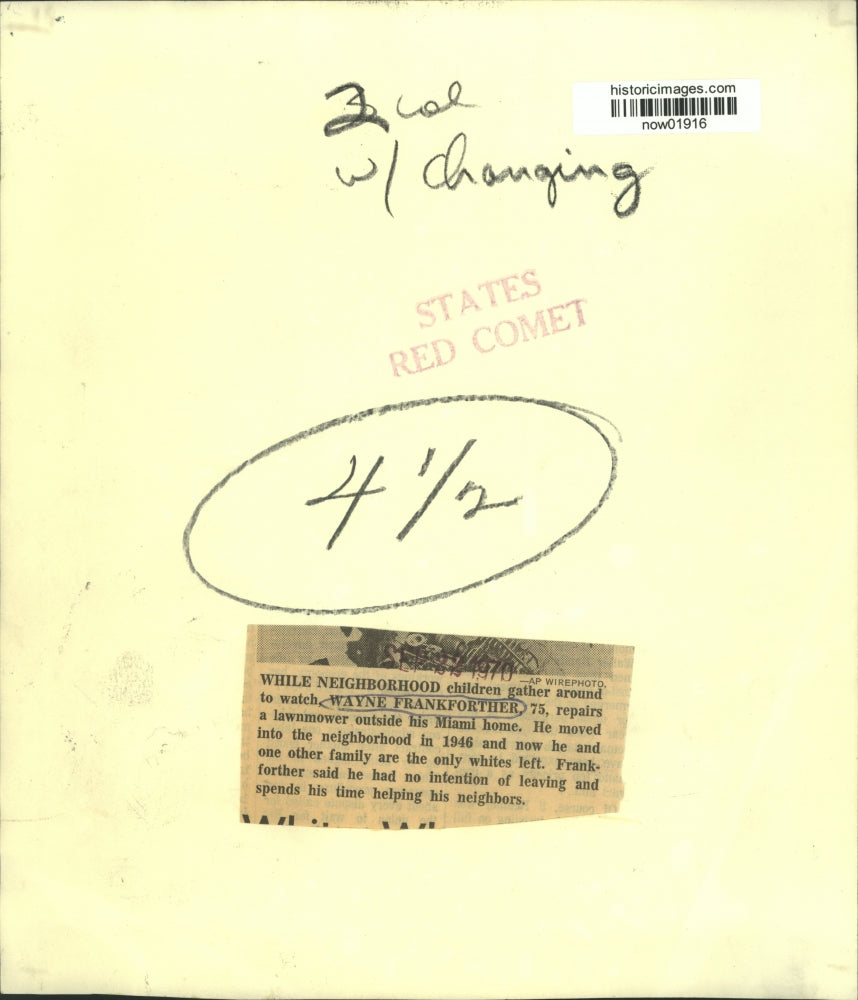 historicimages.com
now01916
col
w/ changing
STATES
RED COMET
4 1/2
1970
—AP WIREPHOTO.
WHILE NEIGHBORHOOD children gather around
to watch, WAYNE FRANKFORTHER, 75, repairs
a lawnmower outside his Miami home. He moved
into the neighborhood in 1946 and now he and
one other family are the only whites left. Frank-
forther said he had no intention of leaving and
spends his time helping his neighbors.